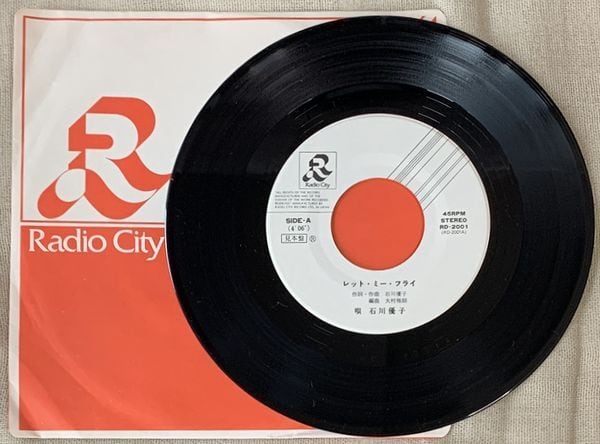 R
Radio City
R
Radio City
SIDE-A
(4'06")
見本盤 Ⓡ
45RPM
STEREO
RD-2001
(RD-2001A)
レット・ミー・フライ
作詞・作曲 石川優子
編曲 大村雅朗
唄 石川優子